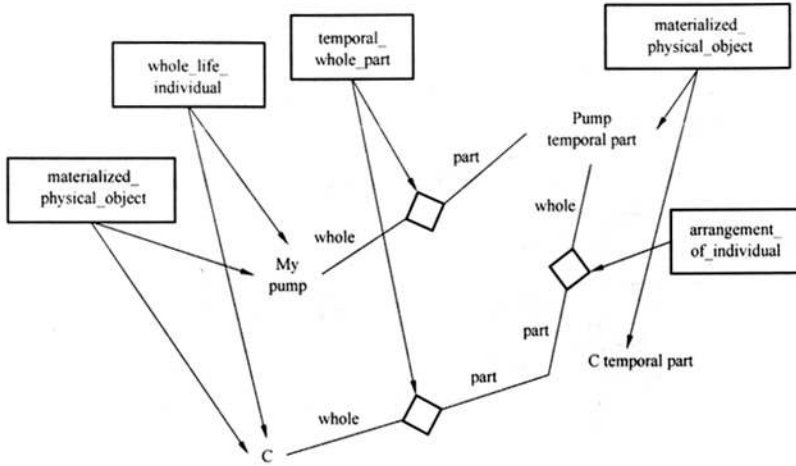 temporal_
whole_part
materialized_
physical_object
whole_life_
individual
Pump
temporal part
part
materialized_
physical_object
whole
arrangement_
of_individual
whole
My
pump
part
C temporal part
part
whole
C